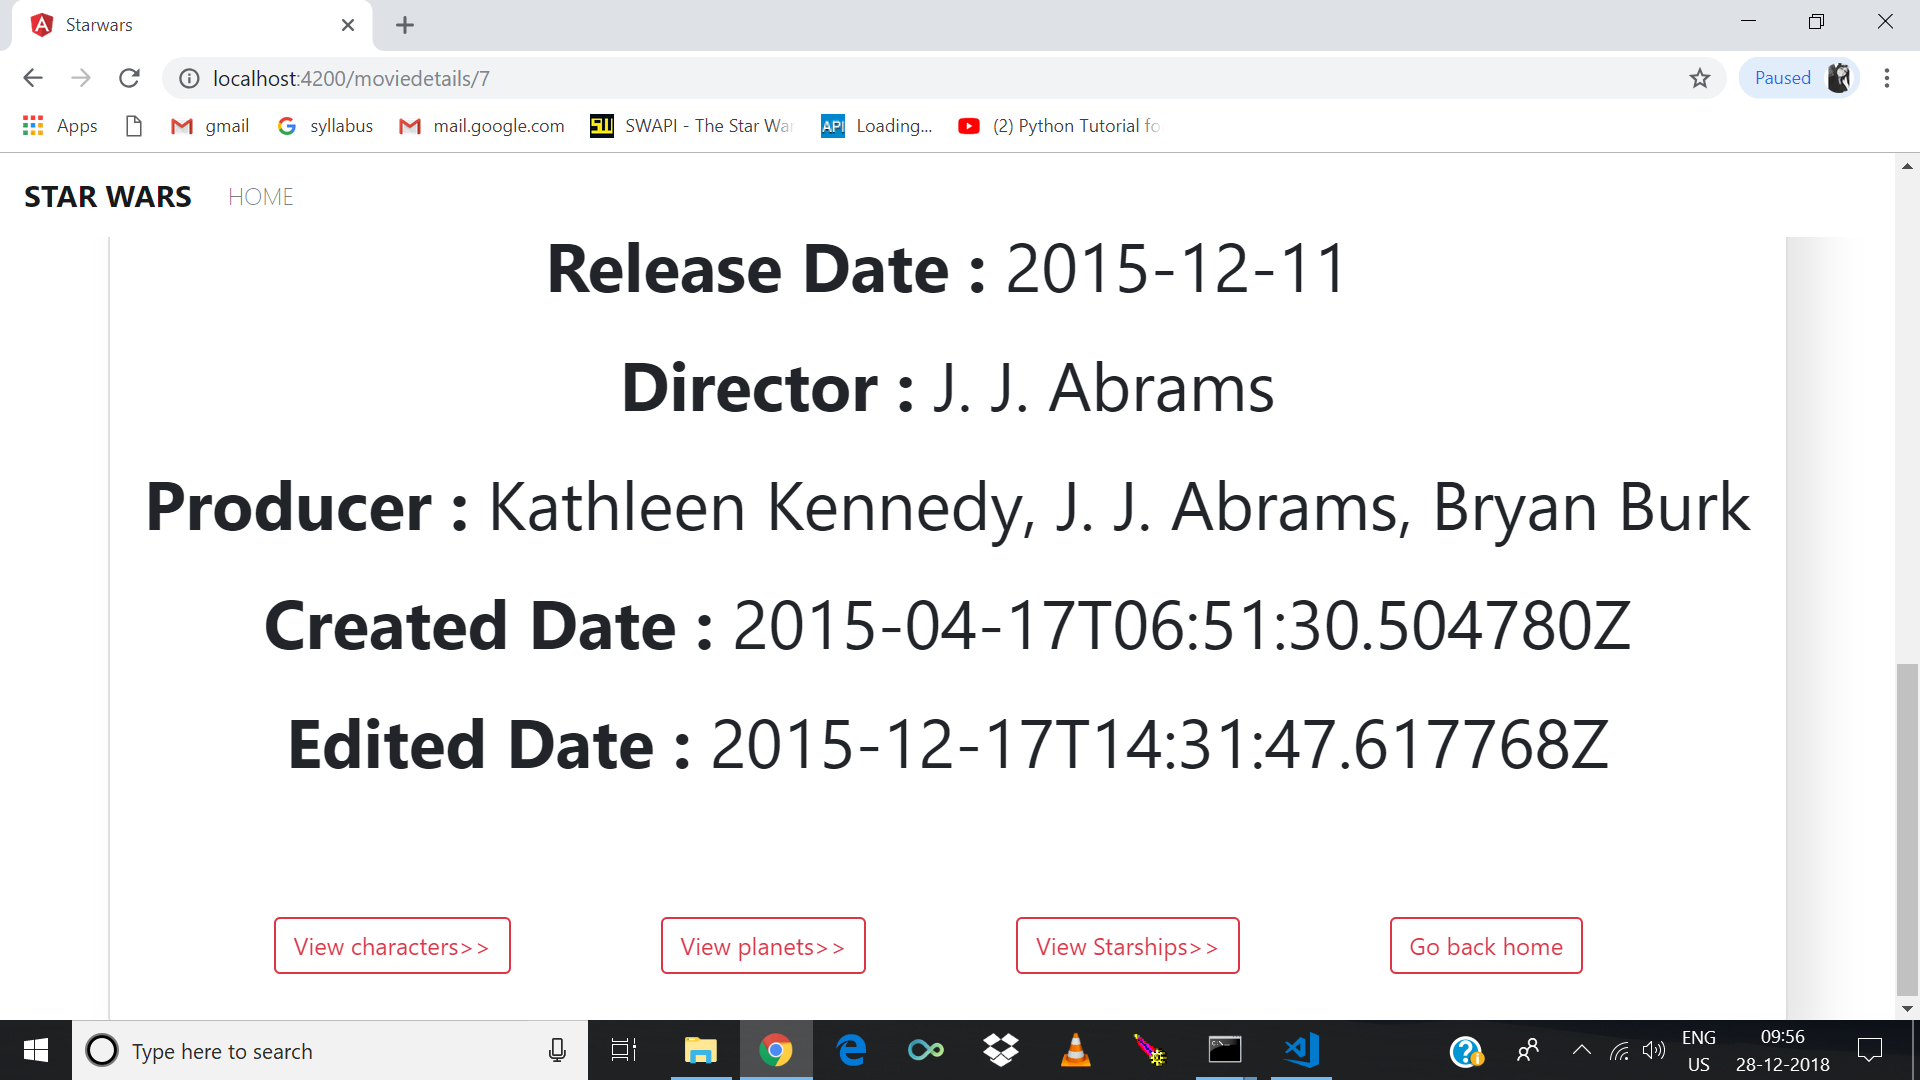 Starwars
localhost:4200/moviedetails/7
Paused
Apps
gmail
syllabus
mail.google.com
SWAPI - The Star Wa
API
Loading...
(2) Python Tutorial fo
STAR WARS
HOME
Release Date : 2015-12-11
Director : J. J. Abrams
Producer : Kathleen Kennedy, J. J. Abrams, Bryan Burk
Created Date : 2015-04-17T06:51:30.504780Z
Edited Date : 2015-12-17T14:31:47.617768Z
View characters>>
View planets>>
View Starships>>
Go back home
Type here to search
ENG
US
09:56
28-12-2018